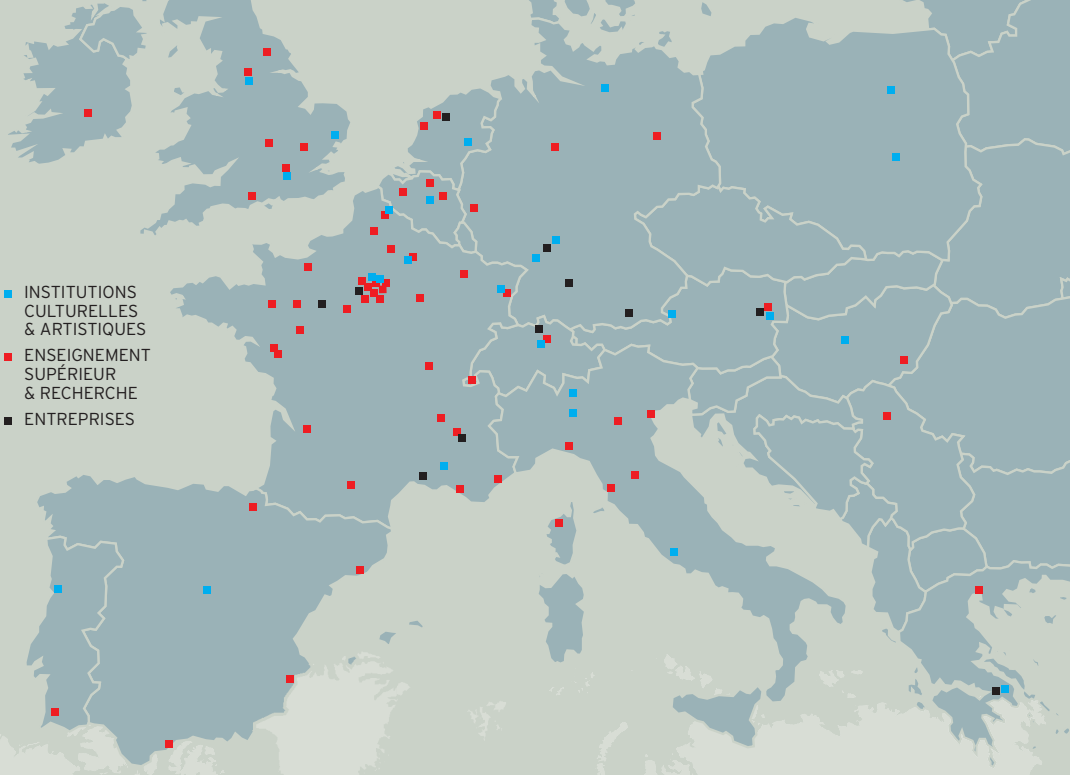 INSTITUTIONS
CULTURELLES
& ARTISTIQUES
ENSEIGNEMENT
SUPÉRIEUR
& RECHERCHE
ENTREPRISES